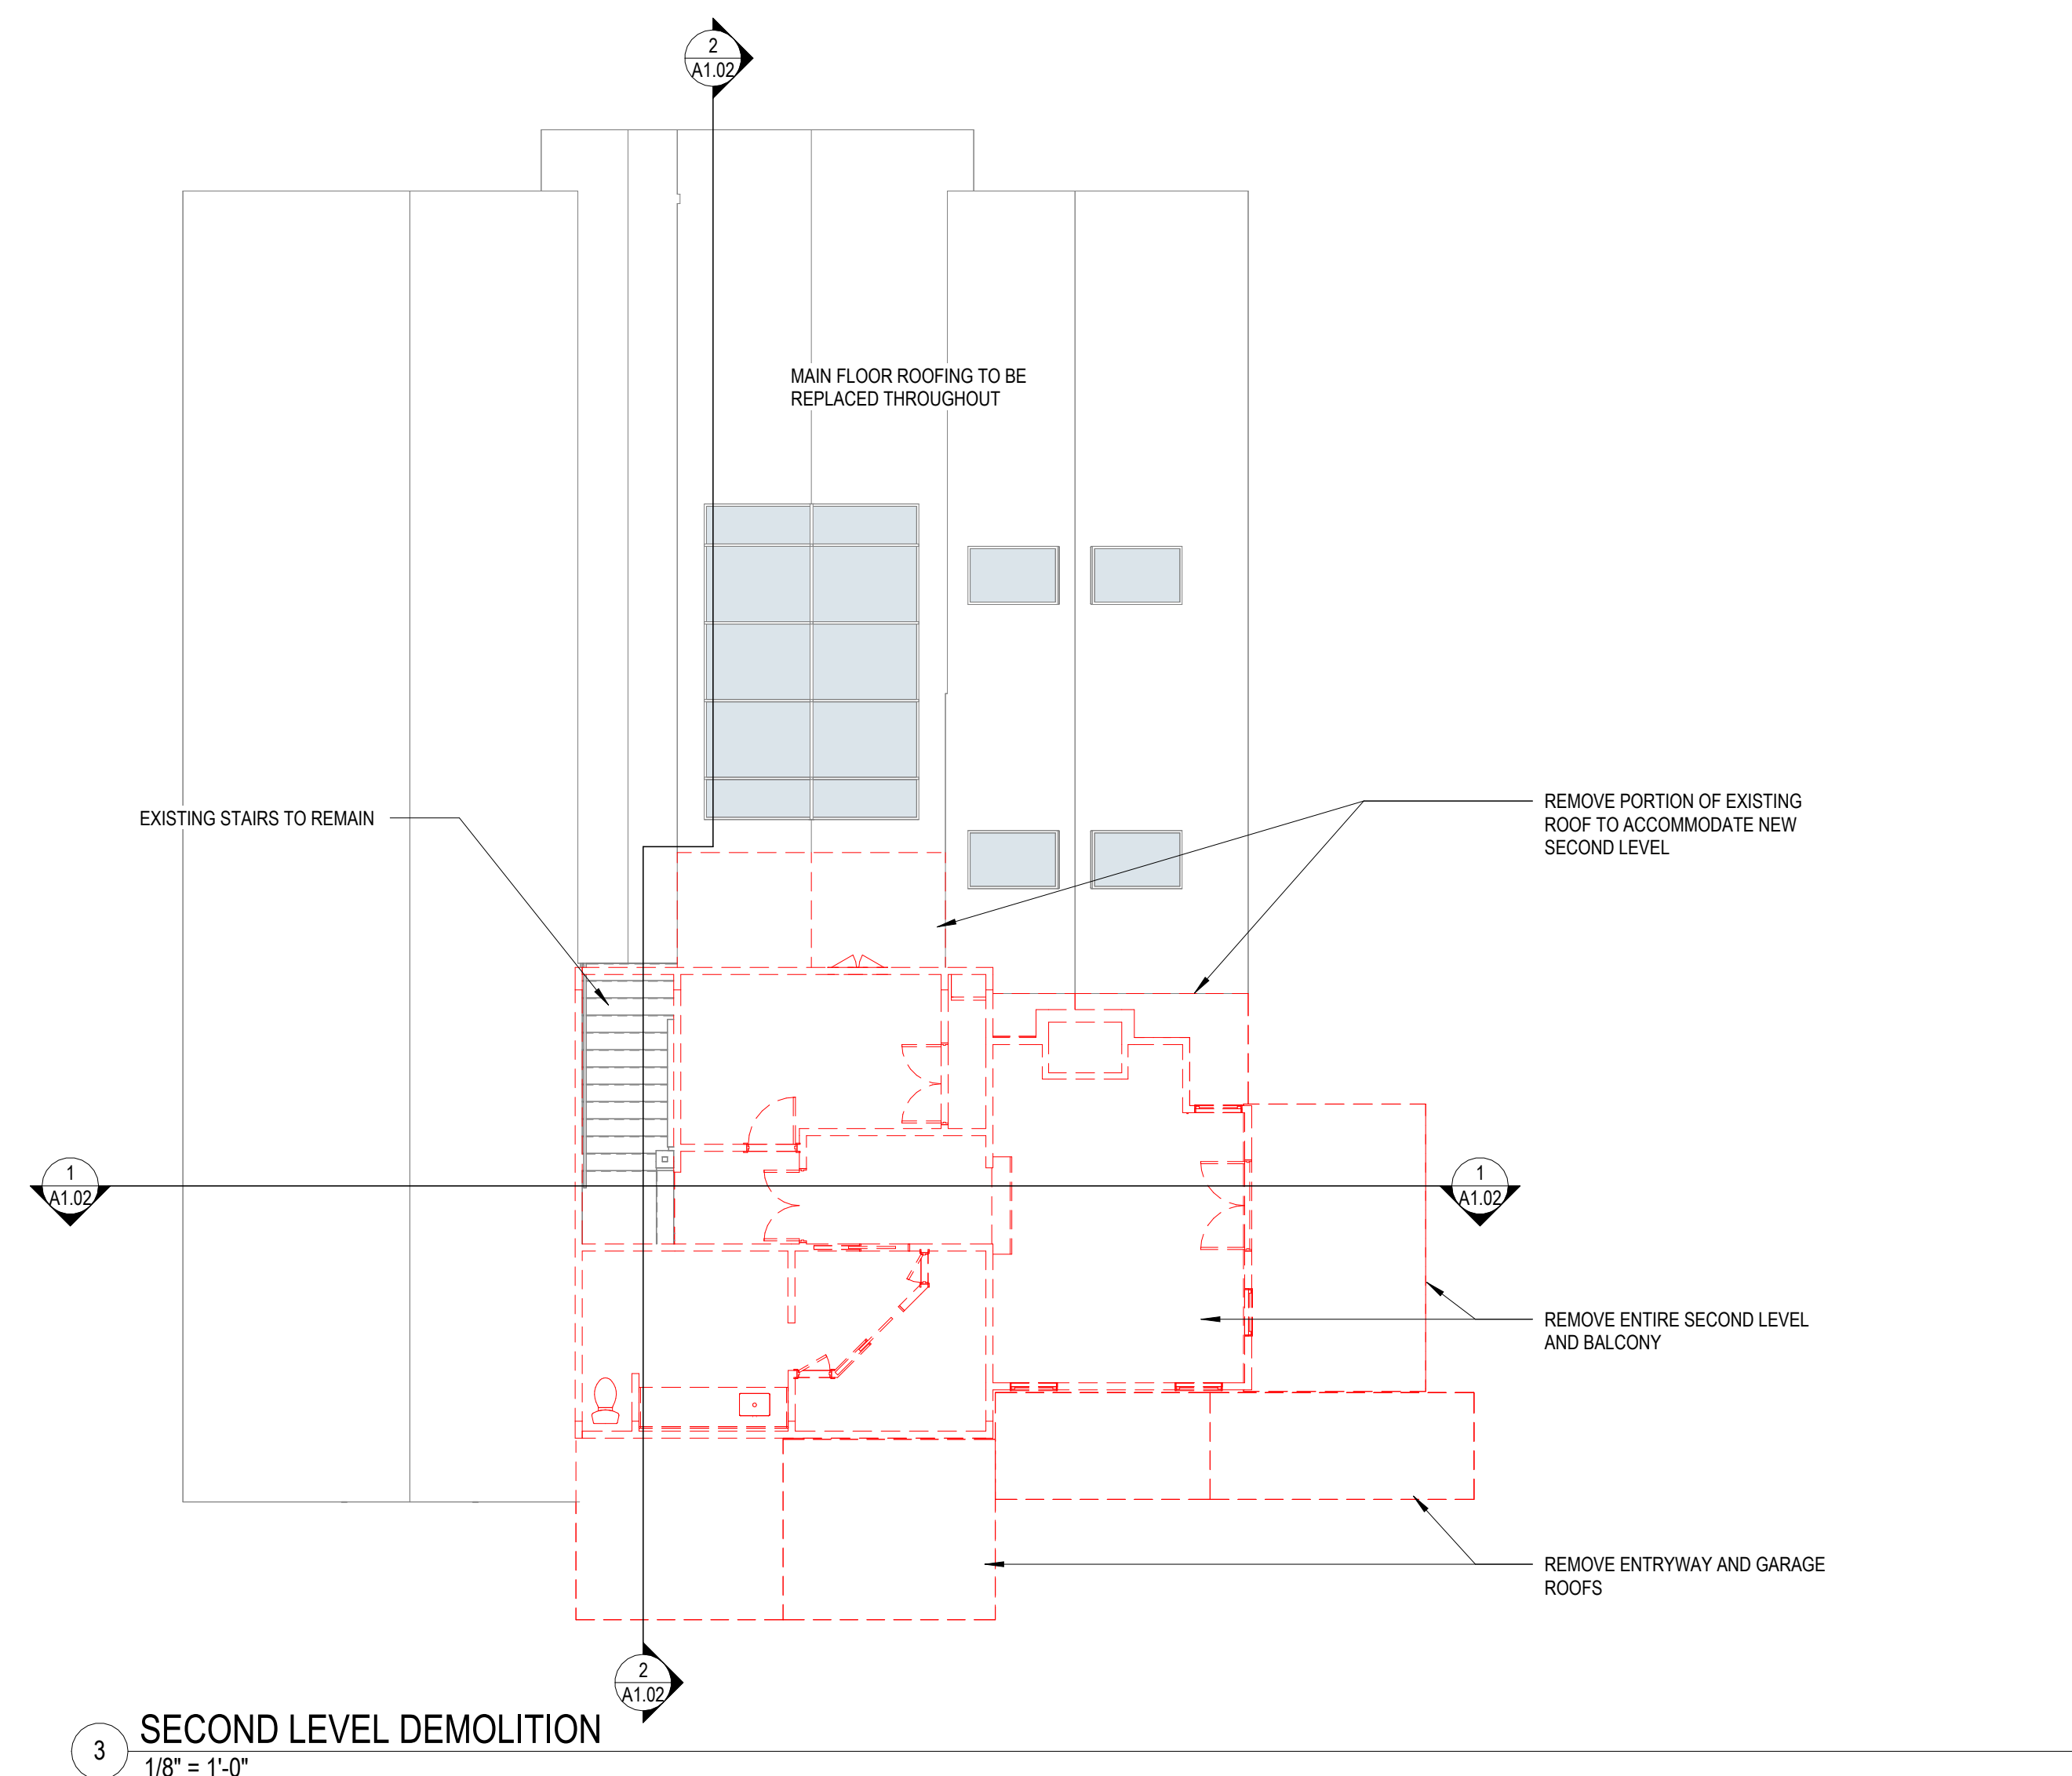 2
A1.02
MAIN FLOOR ROOFING TO BE
REPLACED THROUGHOUT
EXISTING STAIRS TO REMAIN
REMOVE PORTION OF EXISTING
ROOF TO ACCOMMODATE NEW
SECOND LEVEL
1
A1.02
1
A1.02
REMOVE ENTIRE SECOND LEVEL
AND BALCONY
REMOVE ENTRYWAY AND GARAGE
ROOFS
2
A1.02
3
SECOND LEVEL DEMOLITION
1/8" = 1'-0"